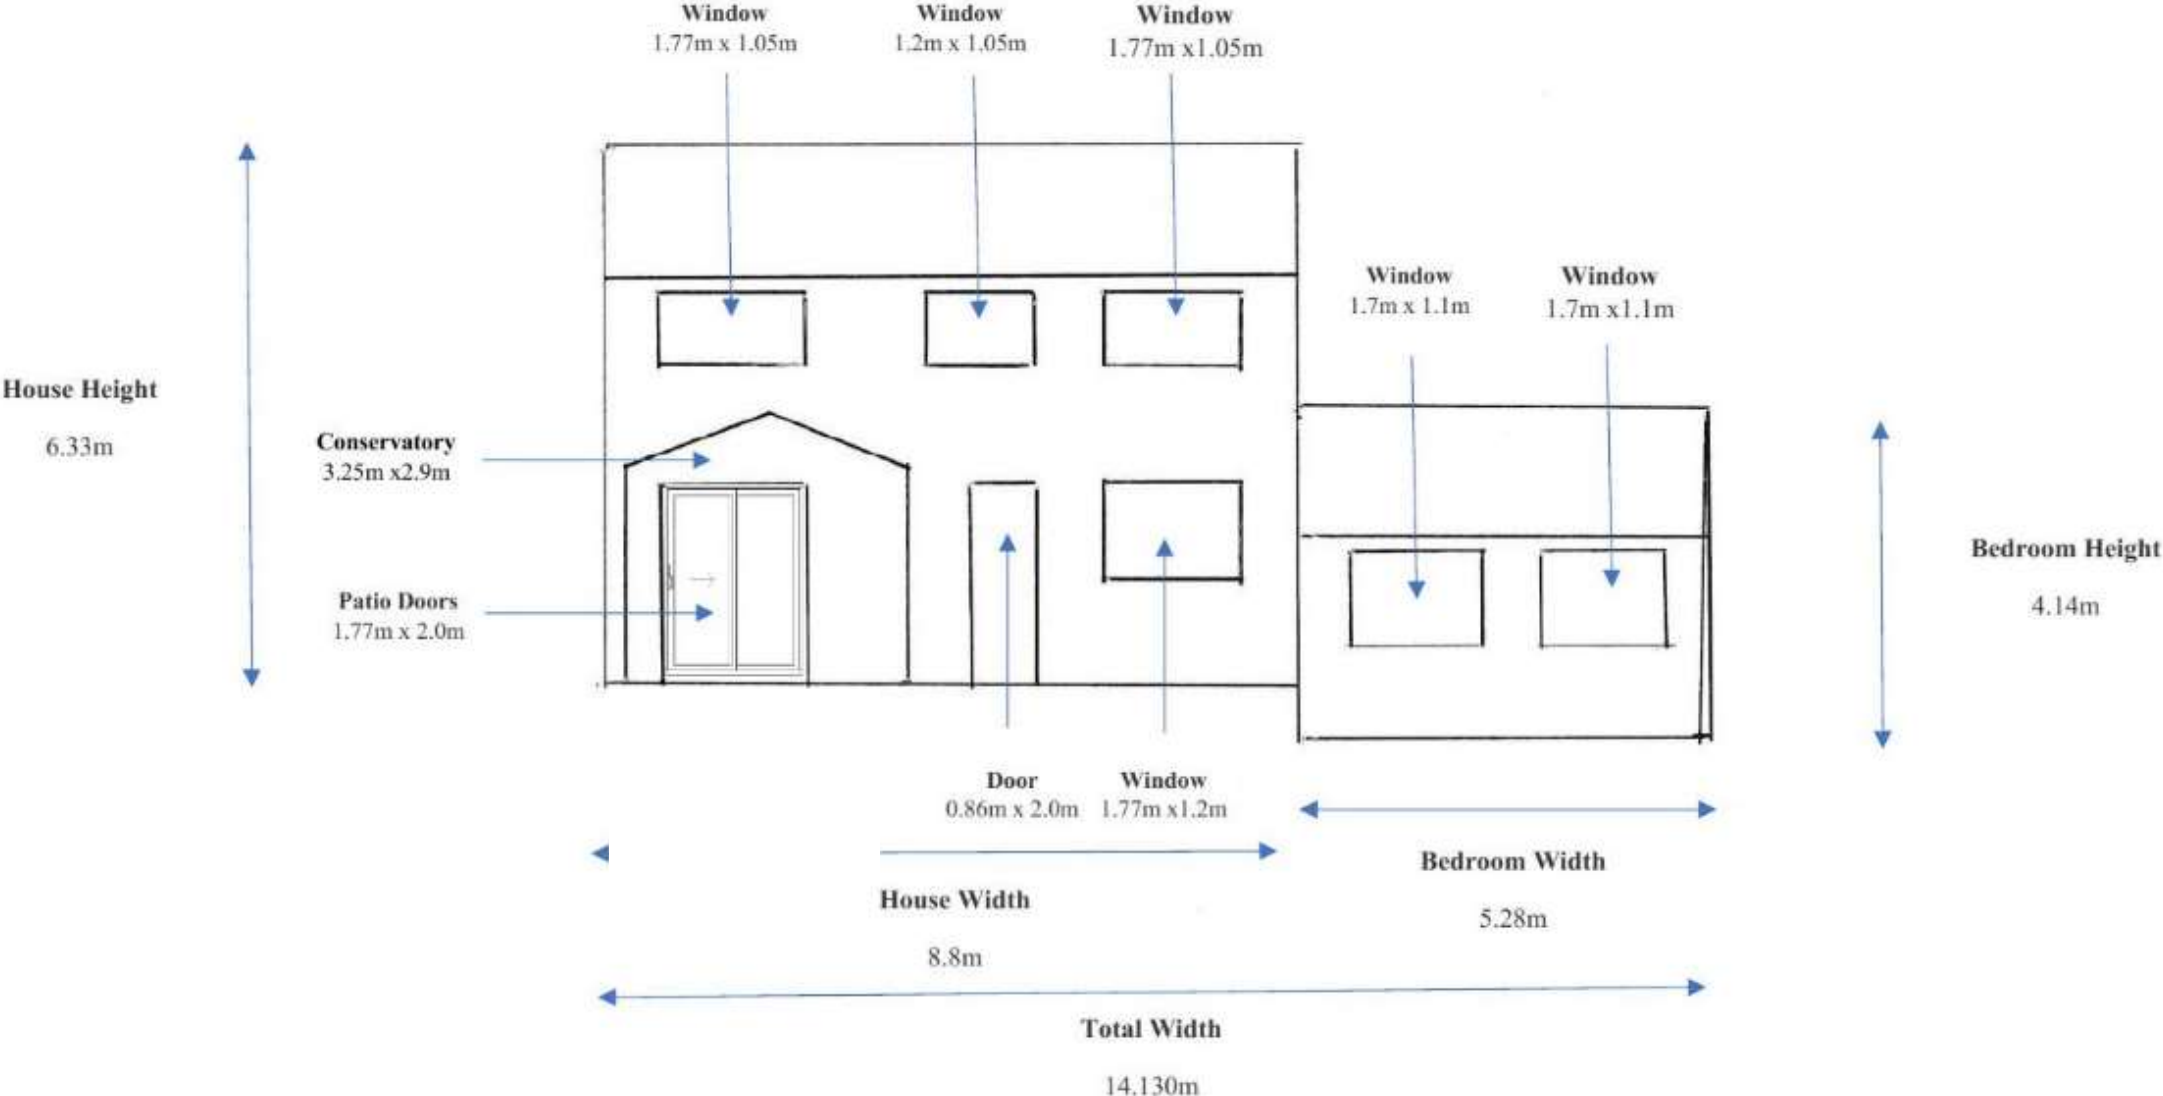 Window
1.77m x 1.05m
Window
1.2m x 1.05m
Window
1.77m x1.05m
Window
1.7m x 1.1m
Window
1.7m x1.1m
House Height
6.33m
Conservatory
3.25m x2.9m
Patio Doors
1.77m x 2.0m
Bedroom Height
4.14m
Door
0.86m x 2.0m
Window
1.77m x1.2m
Bedroom Width
5.28m
House Width
8.8m
Total Width
14.130m